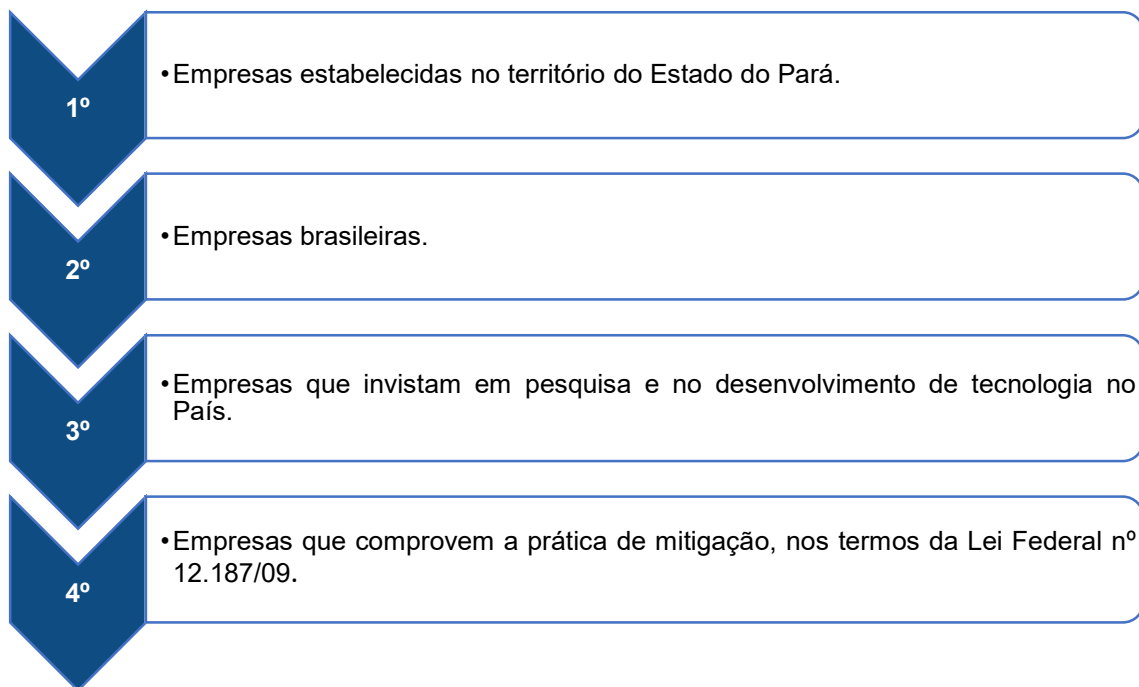 1º
•Empresas estabelecidas no território do Estado do Pará.
2º
•Empresas brasileiras.
3º
•Empresas que invistam em pesquisa e no desenvolvimento de tecnologia no
País.
4º
•Empresas que comprovem a prática de mitigação, nos termos da Lei Federal nº
12.187/09.